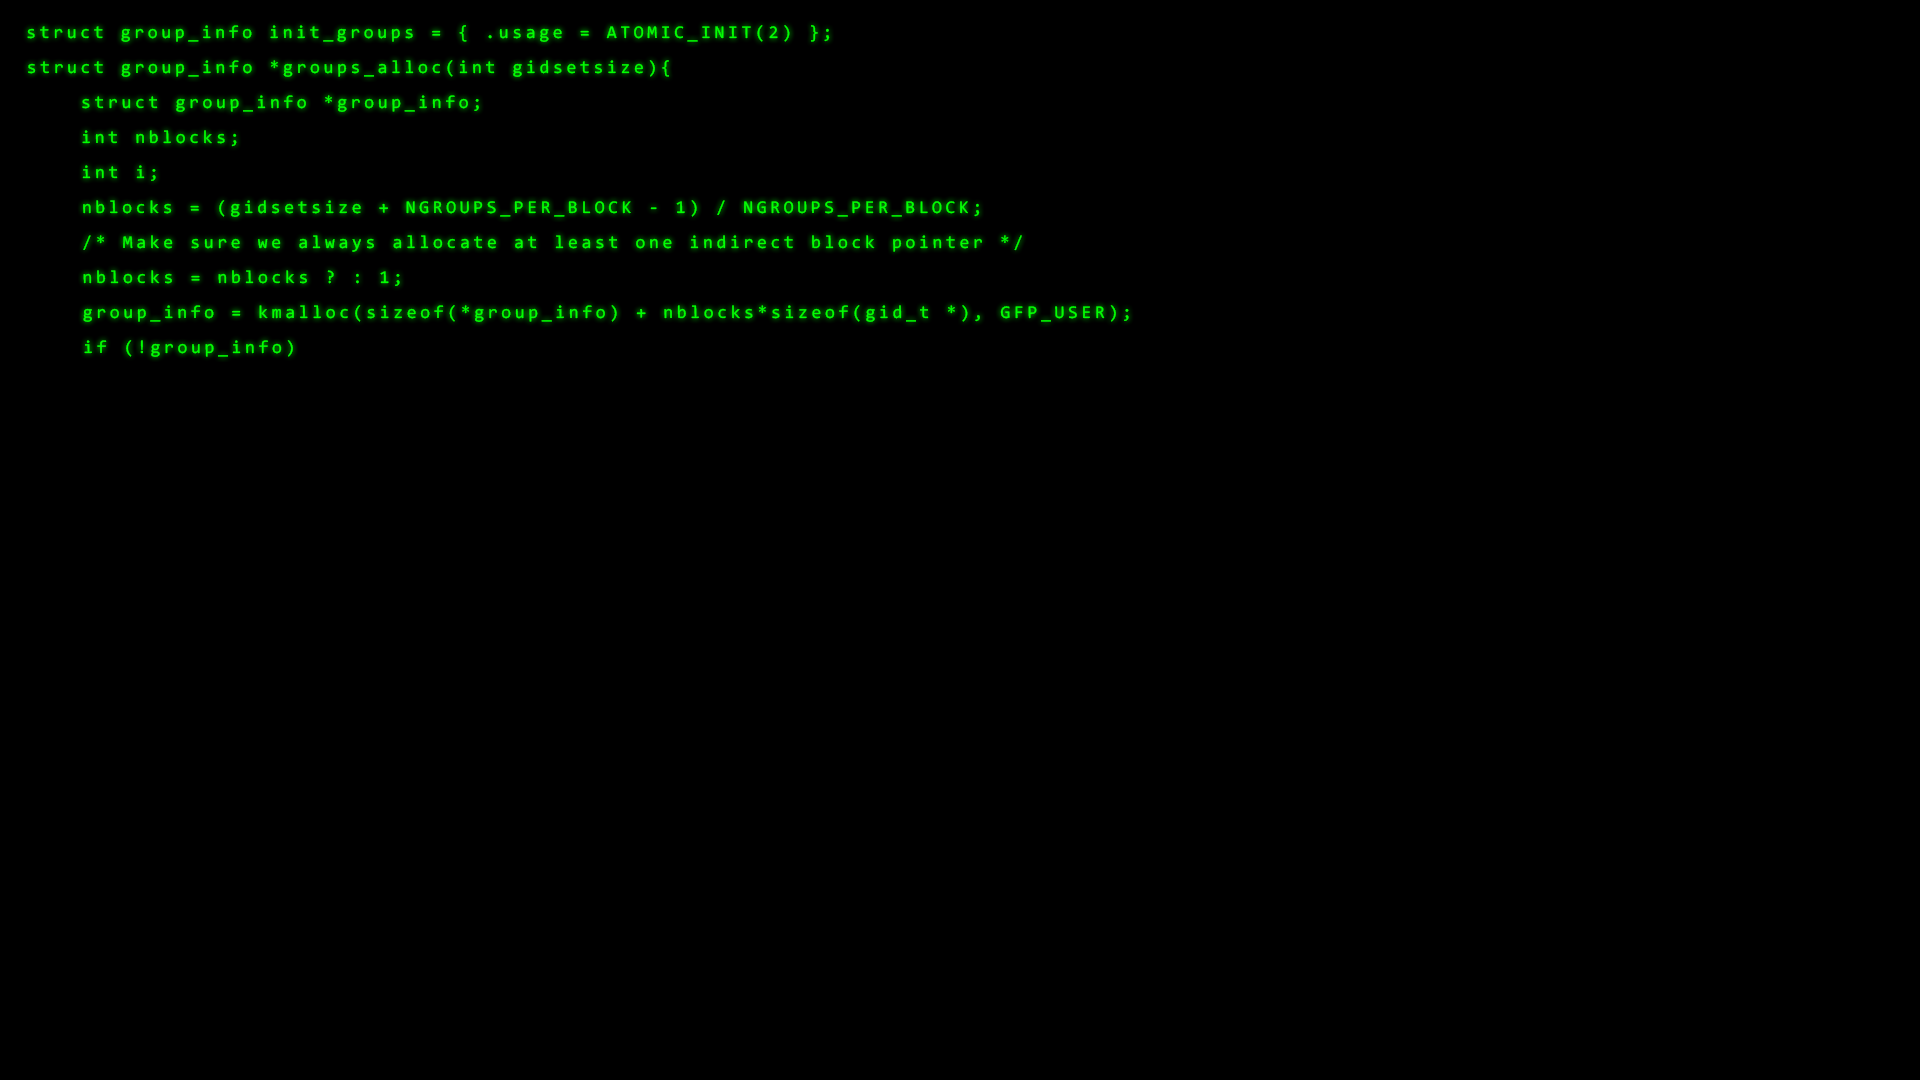 struct group_info init_groups = { .usage = ATOMIC_INIT(2) };
struct group_info *groups_alloc(int gidsetsize){
    struct group_info *group_info;
    int nblocks;
    int i;
    nblocks = (gidsetsize + NGROUPS_PER_BLOCK - 1) / NGROUPS_PER_BLOCK;
    /* Make sure we always allocate at least one indirect block pointer */
    nblocks = nblocks ? : 1;
    group_info = kmalloc(sizeof(*group_info) + nblocks*sizeof(gid_t *), GFP_USER);
    if (!group_info)